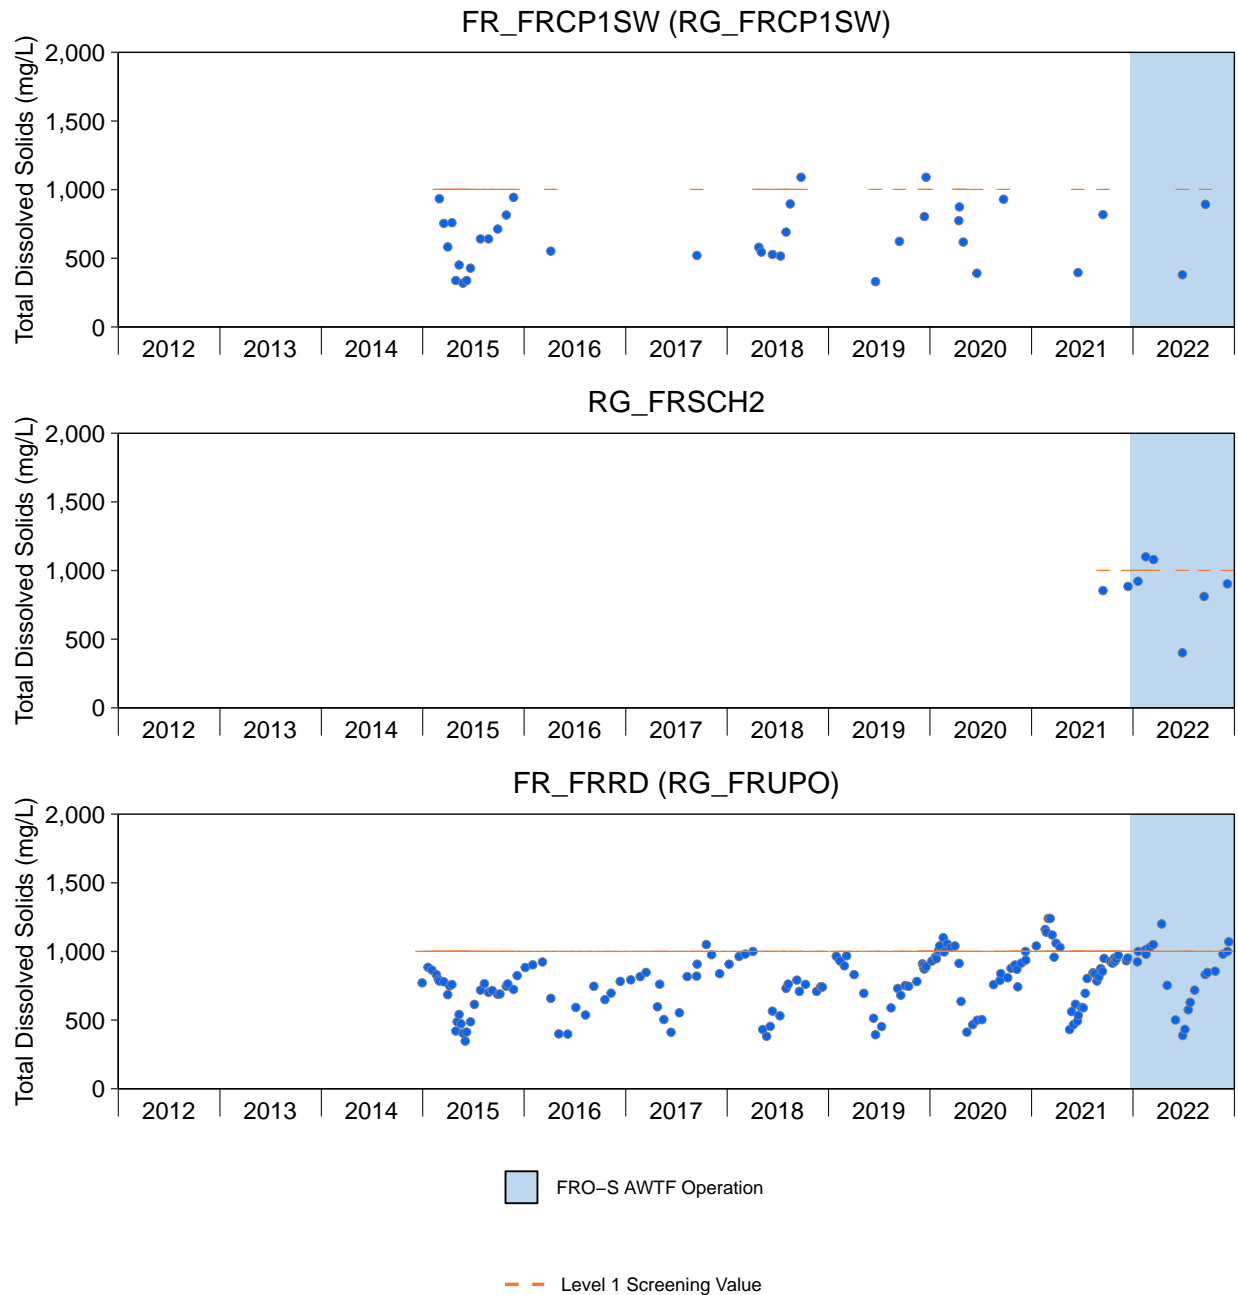 FR_FRCP1SW (RG_FRCP1SW)
Total Dissolved Solids (mg/L)
2,000
1,500
1,000
500
0
2012 2013 2014 2015 2016 2017 2018 2019 2020 2021 2022
RG_FRSCH2
Total Dissolved Solids (mg/L)
2,000
1,500
1,000
500
0
2012 2013 2014 2015 2016 2017 2018 2019 2020 2021 2022
FR_FRRD (RG_FRUPO)
Total Dissolved Solids (mg/L)
2,000
1,500
1,000
500
0
2012 2013 2014 2015 2016 2017 2018 2019 2020 2021 2022
FRO−S AWTF Operation
Level 1 Screening Value